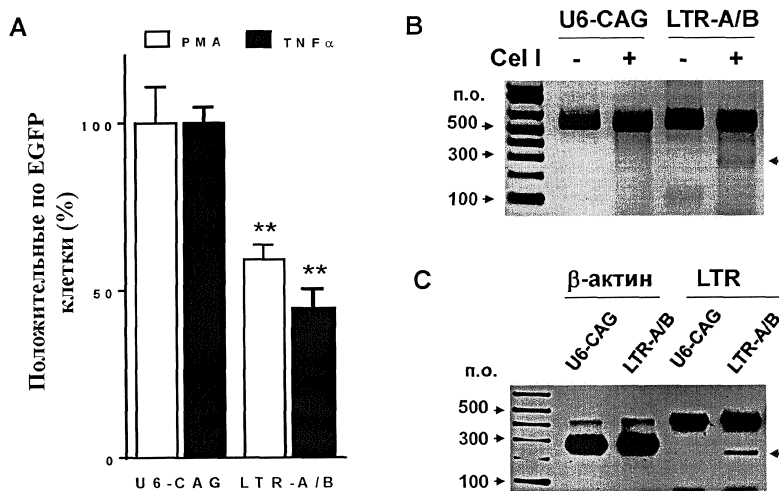 A
PMA TNFα
Положительные по EGFP
клетки (%)
100
50
0
**
**
U6-CAG LTR-A/B
B
U6-CAG LTR-A/B
Cel I - + - +
п.о.
500
300
100
C
β-актин LTR
U6-CAG LTR-A/B U6-CAG LTR-A/B
п.о.
500
300
100